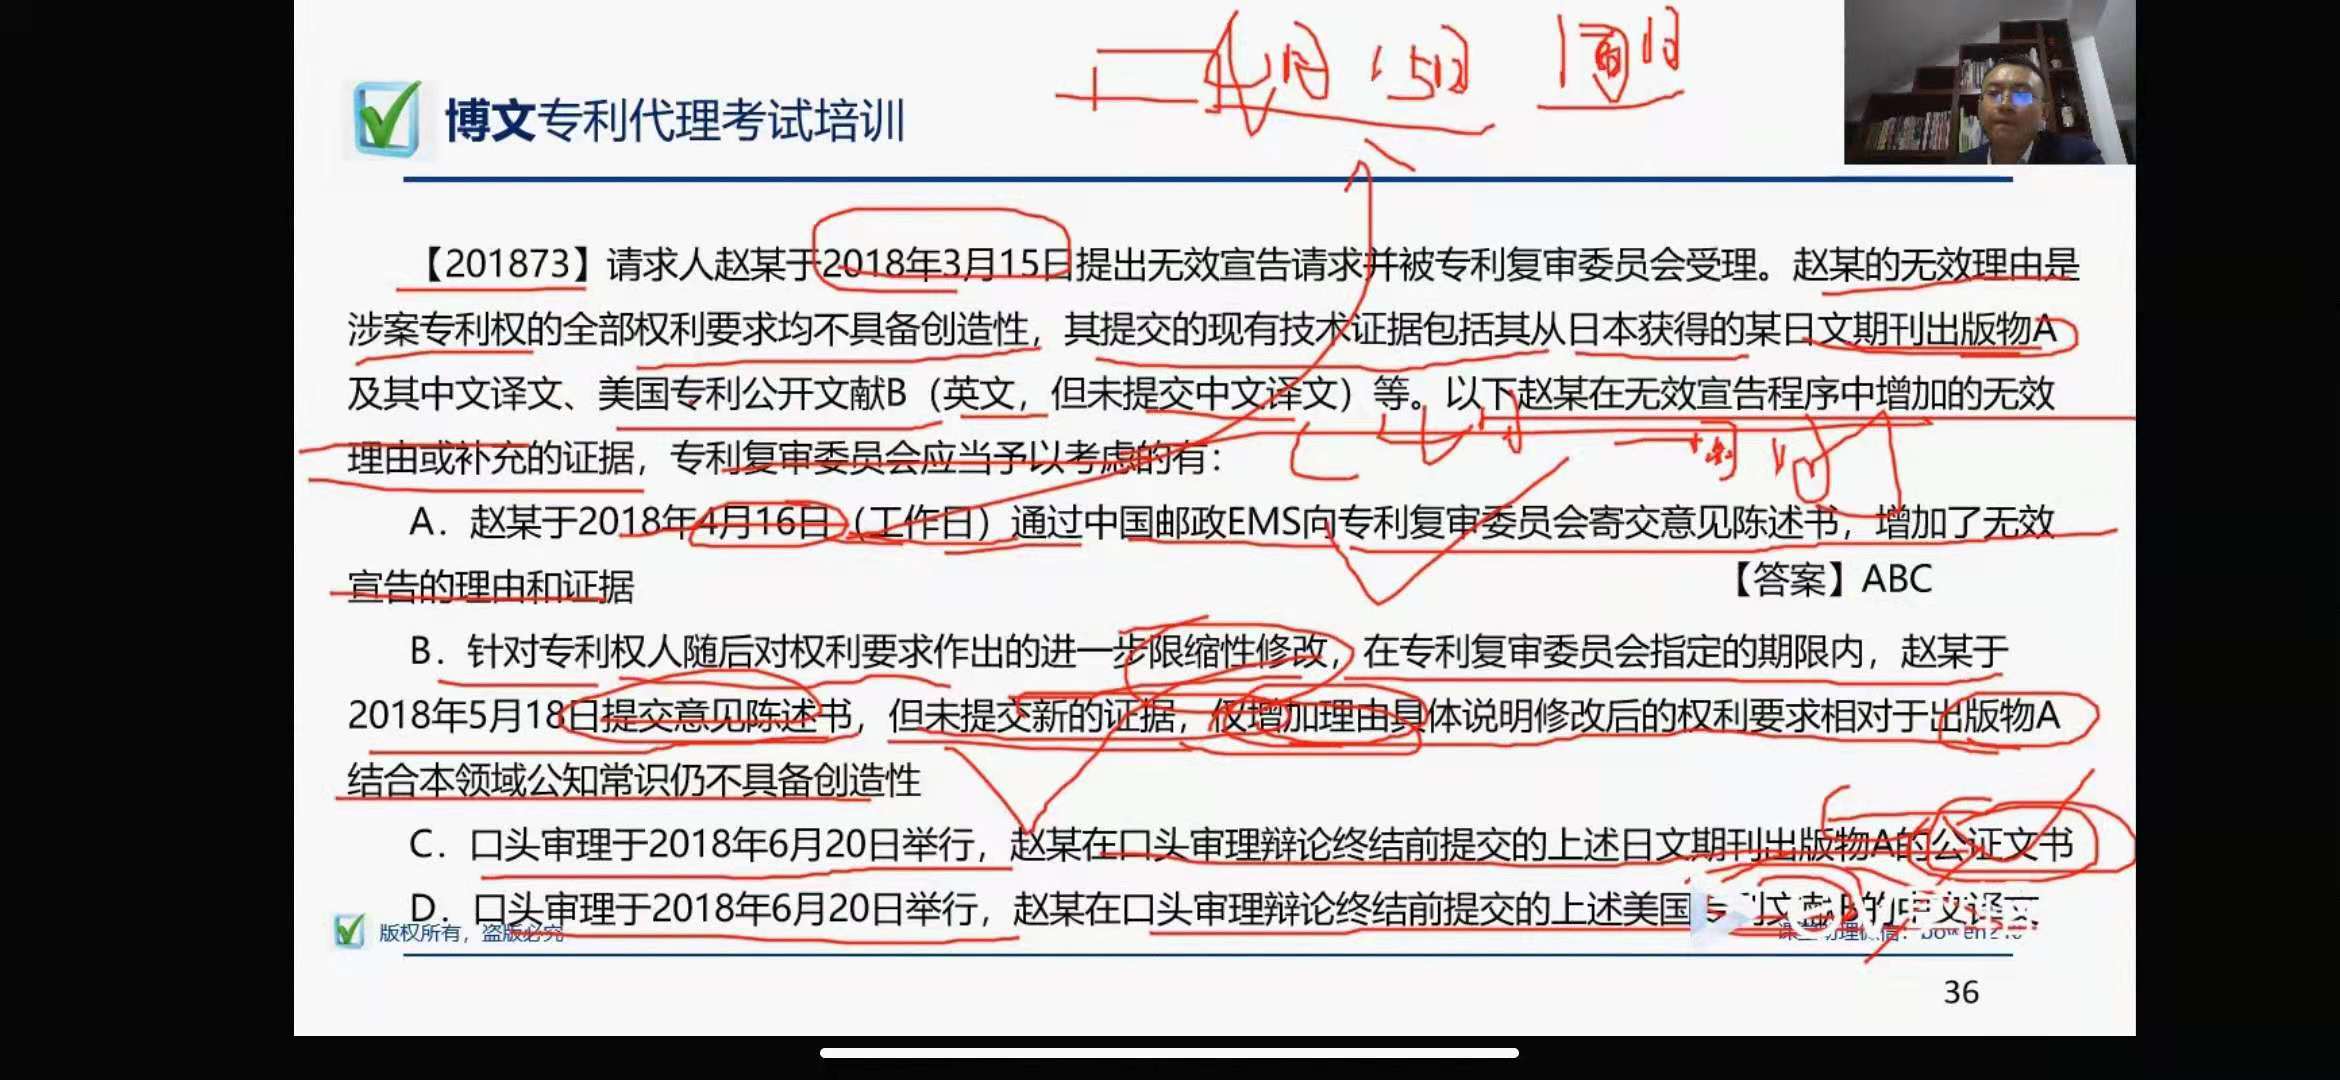 博文专利代理考试培训
4月15日 16日
【201873】请求人赵某于2018年3月15日提出无效宣告请求并被专利复审委员会受理。赵某的无效理由是
涉案专利权的全部权利要求均不具备创造性，其提交的现有技术证据包括其从日本获得的某日文期刊出版物A
及其中文译文、美国专利公开文献B（英文，但未提交中文译文）等。以下赵某在无效宣告程序中增加的无效
理由或补充的证据，专利复审委员会应当予以考虑的有：
A．赵某于2018年4月16日（工作日）通过中国邮政EMS向专利复审委员会寄交意见陈述书，增加了无效
宣告的理由和证据
【答案】ABC
B．针对专利权人随后对权利要求作出的进一步限缩性修改，在专利复审委员会指定的期限内，赵某于
2018年5月18日提交意见陈述书，但未提交新的证据，仅增加理由具体说明修改后的权利要求相对于出版物A
结合本领域公知常识仍不具备创造性
C．口头审理于2018年6月20日举行，赵某在口头审理辩论终结前提交的上述日文期刊出版物A的公证文书
D．口头审理于2018年6月20日举行，赵某在口头审理辩论终结前提交的上述美国专利文献B的中文译文
版权所有，盗版必究
36